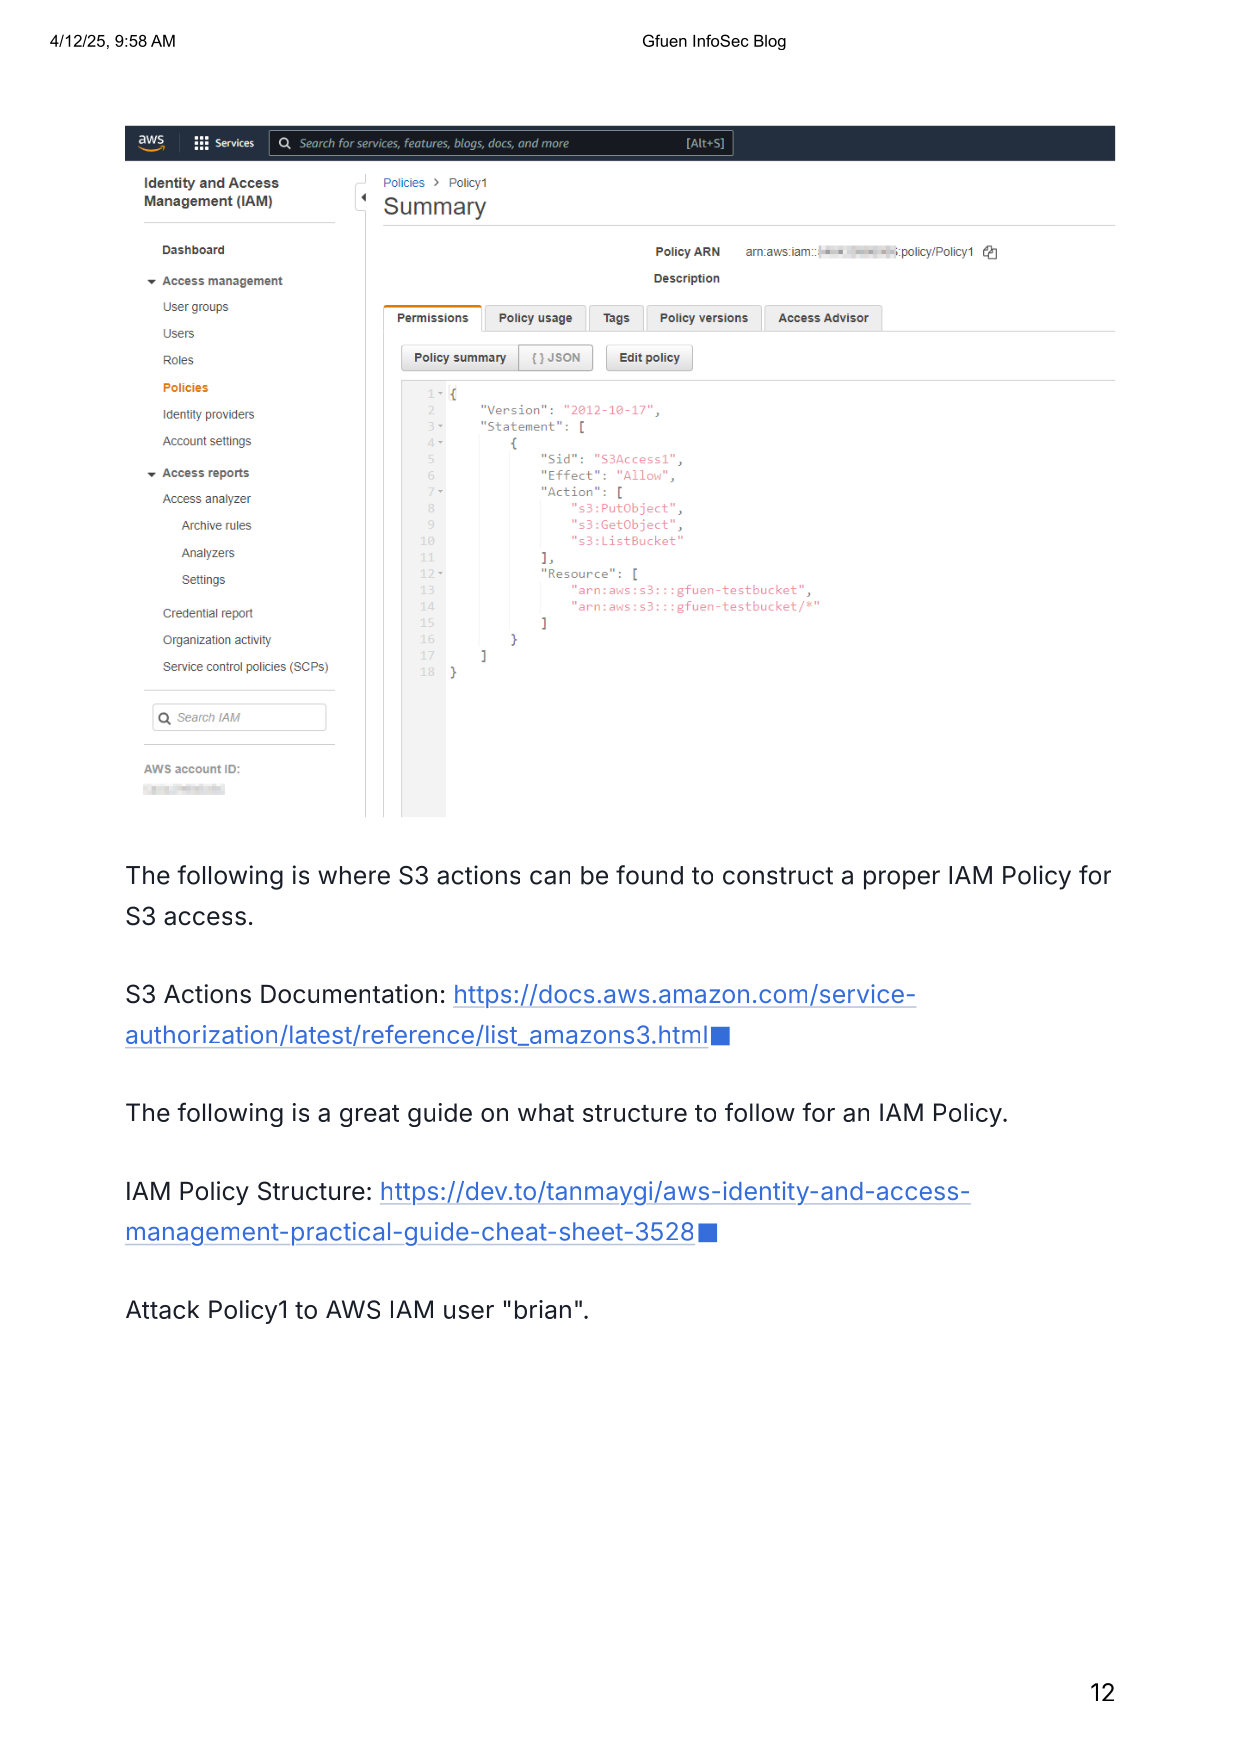 4/12/25, 9:58 AM
Gfuen InfoSec Blog
aws
Services
Search for services, features, blogs, docs, and more
[Alt+S]
Identity and Access
Management (IAM)
Dashboard
Access management
User groups
Users
Roles
Policies
Identity providers
Account settings
Access reports
Access analyzer
Archive rules
Analyzers
Settings
Credential report
Organization activity
Service control policies (SCPs)
Search IAM
AWS account ID:
Policies > Policy1
Summary
Policy ARN arn:aws:iam:: :policy/Policy1
Description
Permissions Policy usage Tags Policy versions Access Advisor
Policy summary { } JSON Edit policy
1 {
2 "Version": "2012-10-17",
3 "Statement": [
4 {
5 "Sid": "S3Access1",
6 "Effect": "Allow",
7 "Action": [
8 "s3:PutObject",
9 "s3:GetObject",
10 "s3:ListBucket"
11 ],
12 "Resource": [
13 "arn:aws:s3:::gfuen-testbucket",
14 "arn:aws:s3:::gfuen-testbucket/*"
15 ]
16 }
17 ]
18 }
The following is where S3 actions can be found to construct a proper IAM Policy for
S3 access.
S3 Actions Documentation: https://docs.aws.amazon.com/service-
authorization/latest/reference/list_amazons3.html
The following is a great guide on what structure to follow for an IAM Policy.
IAM Policy Structure: https://dev.to/tanmaygi/aws-identity-and-access-
management-practical-guide-cheat-sheet-3528
Attack Policy1 to AWS IAM user "brian".
12